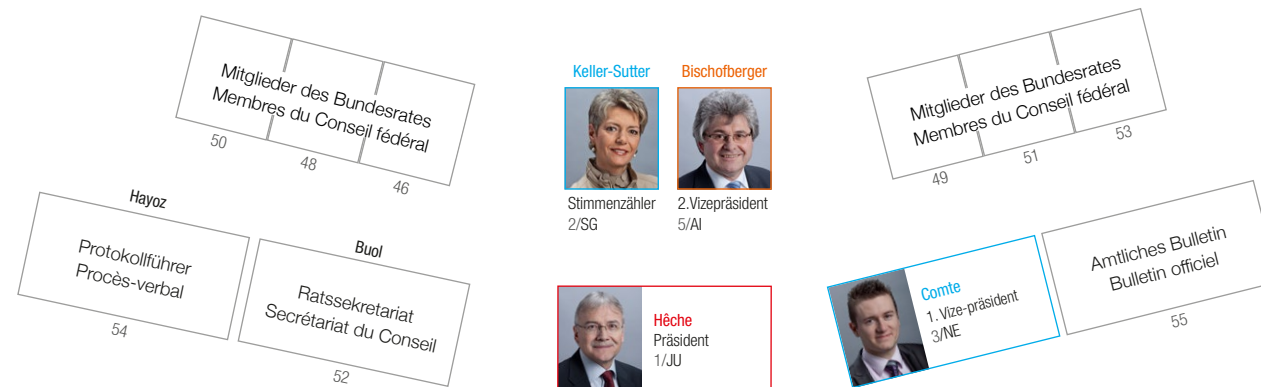 Mitglieder des Bundesrates
Membres du Conseil fédéral
50
48
46
Keller-Sutter
Stimmenzähler
2/SG
Bischofberger
2.Vizepräsident
5/AI
Mitglieder des Bundesrates
Membres du Conseil fédéral
49
51
53
Hayoz
Protokollführer
Procès-verbal
54
Buol
Ratssekretariat
Secrétariat du Conseil
52
Hêche
Präsident
1/JU
Comte
1. Vize-président
3/NE
Amtliches Bulletin
Bulletin officiel
55